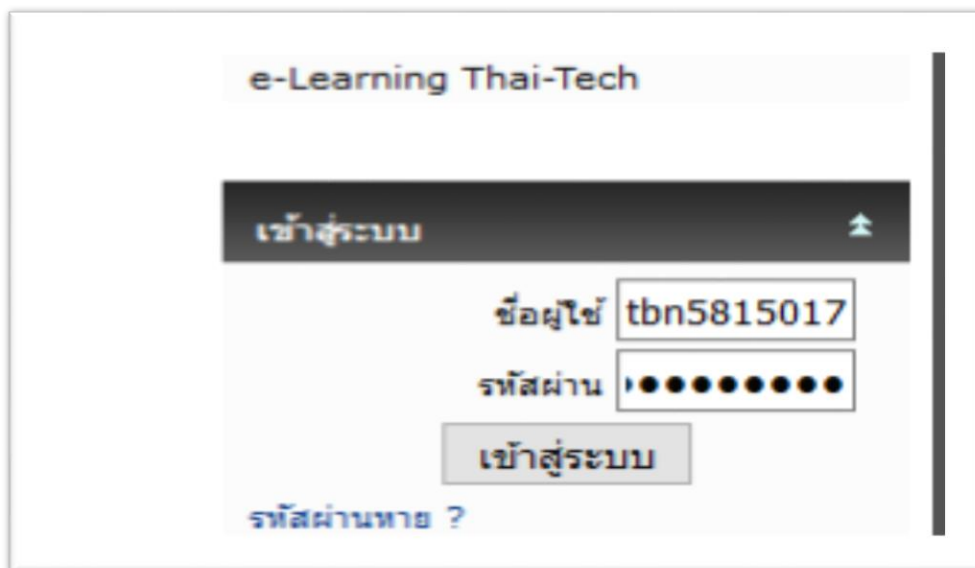 e-Learning Thai-Tech
เข้าสู่ระบบ
ชื่อผู้ใช้ tbn5815017
รหัสผ่าน •••••••••
เข้าสู่ระบบ
รหัสผ่านหาย ?